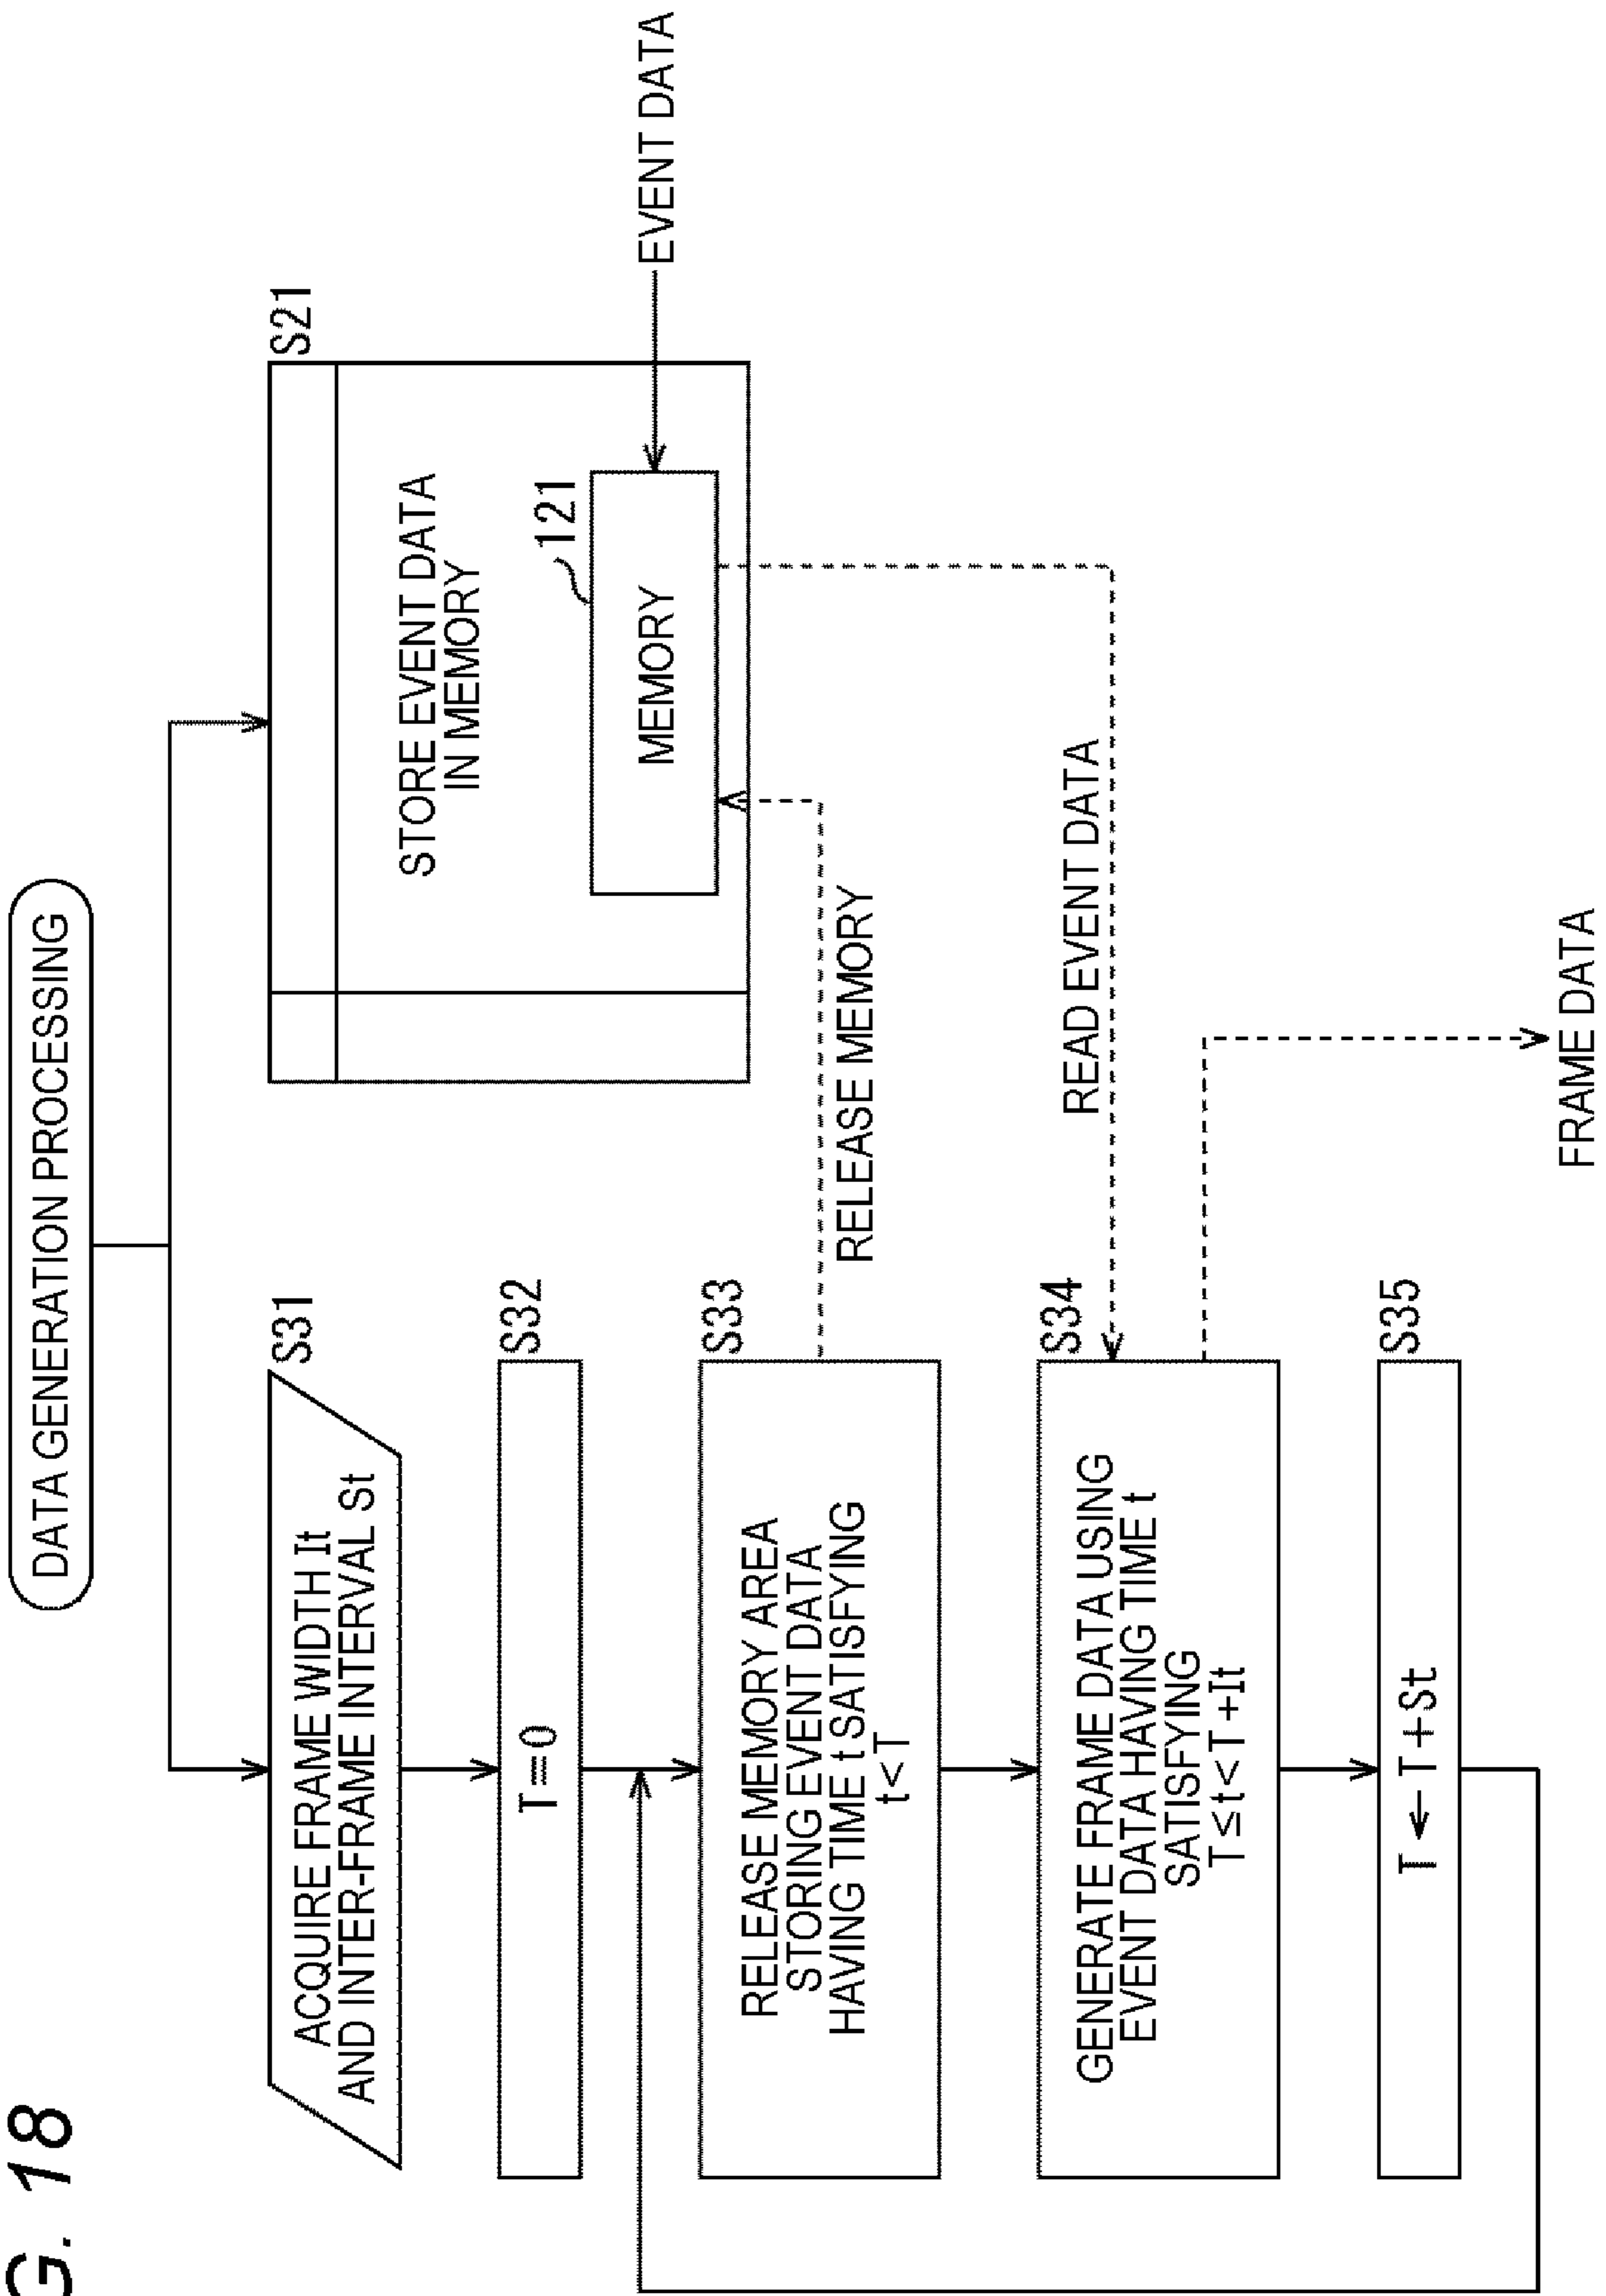 G. 18
DATA GENERATION PROCESSING
S31
ACQUIRE FRAME WIDTH It
AND INTER-FRAME INTERVAL St
S32
T=0
S33
RELEASE MEMORY AREA
STORING EVENT DATA
HAVING TIME t SATISFYING
t<T
S34
GENERATE FRAME DATA USING
EVENT DATA HAVING TIME t
SATISFYING
T≤t<T+It
S35
T←T+St
S21
STORE EVENT DATA
IN MEMORY
121
MEMORY
EVENT DATA
RELEASE MEMORY
READ EVENT DATA
FRAME DATA